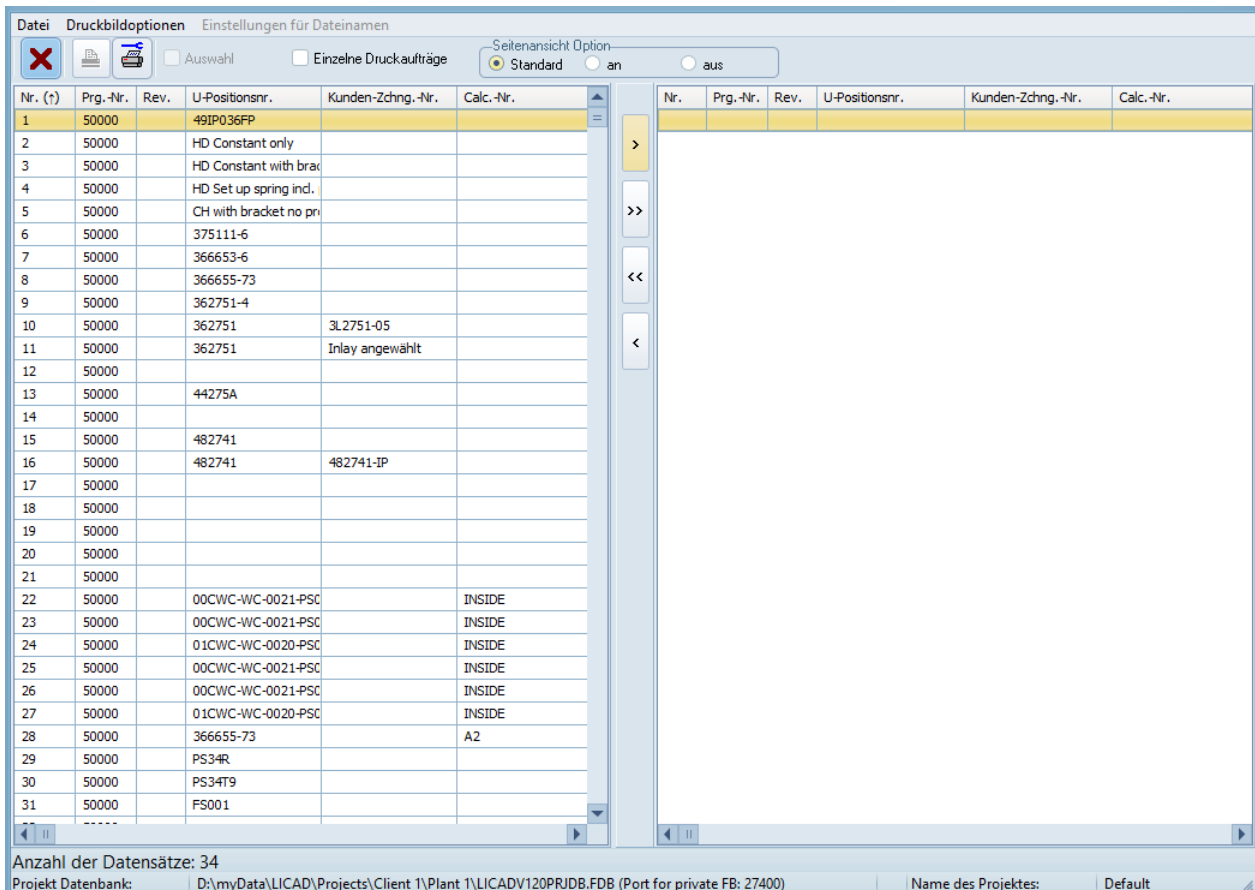 Datei Druckbildoptionen Einstellungen für Dateinamen
Auswahl Einzelne Druckaufträge Seitenansicht Option Standard an aus
Nr. (↑) Prg.-Nr. Rev. U-Positionsnr. Kunden-Zchng.-Nr. Calc.-Nr. Nr. Prg.-Nr. Rev. U-Positionsnr. Kunden-Zchng.-Nr. Calc.-Nr.
1 50000 49IP036FP
2 50000 HD Constant only
>
3 50000 HD Constant with brac
4 50000 HD Set up spring incl.
5 50000 CH with bracket no pr
>>
6 50000 375111-6
7 50000 366653-6
8 50000 366655-73
<<
9 50000 362751-4
10 50000 362751 3L2751-05
11 50000 362751 Inlay angewählt
<
12 50000
13 50000 44275A
14 50000
15 50000 482741
16 50000 482741 482741-IP
17 50000
18 50000
19 50000
20 50000
21 50000
22 50000 00CWC-WC-0021-PS0 INSIDE
23 50000 00CWC-WC-0021-PS0 INSIDE
24 50000 01CWC-WC-0020-PS0 INSIDE
25 50000 00CWC-WC-0021-PS0 INSIDE
26 50000 00CWC-WC-0021-PS0 INSIDE
27 50000 01CWC-WC-0020-PS0 INSIDE
28 50000 366655-73 A2
29 50000 PS34R
30 50000 PS34T9
31 50000 FS001
Anzahl der Datensätze: 34
Projekt Datenbank: D:\myData\LICAD\Projects\Client 1\Plant 1\LICADV120PRJDB.FDB (Port for private FB: 27400) Name des Projektes: Default